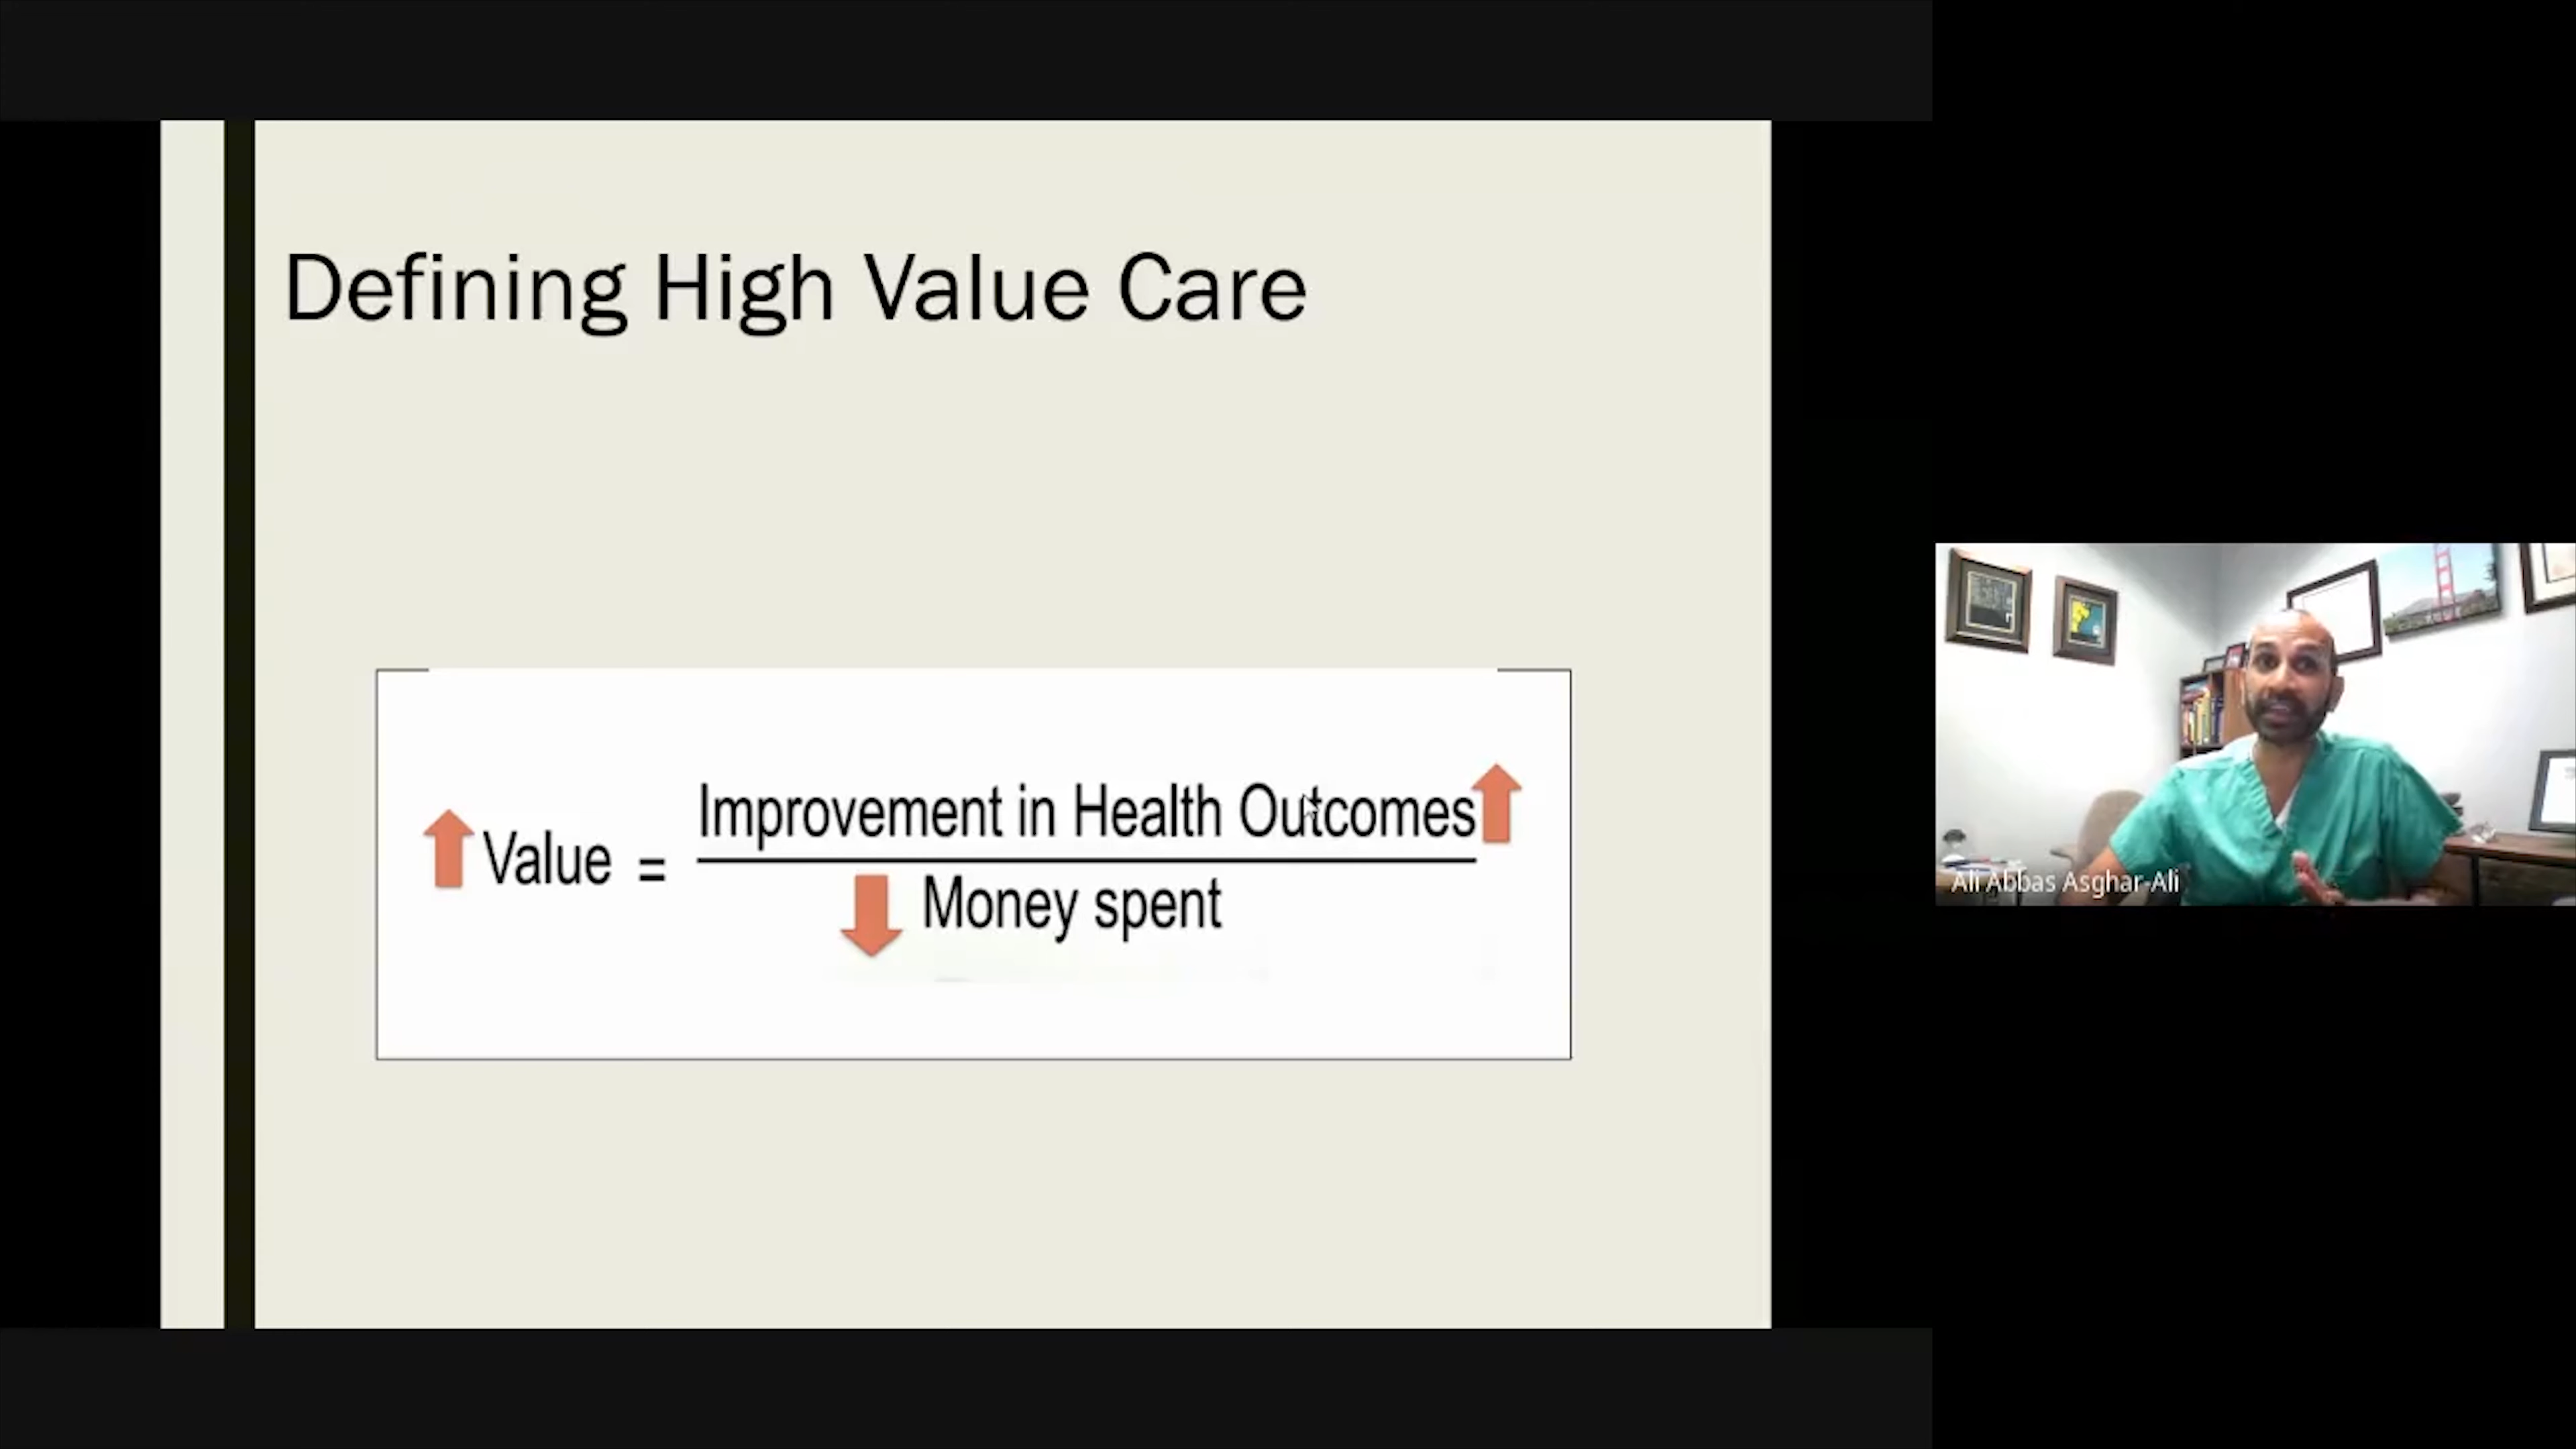 Defining High Value Care
Improvement in Health Outcomes
Value =
Money spent
Ali Abbas Asghar-Ali